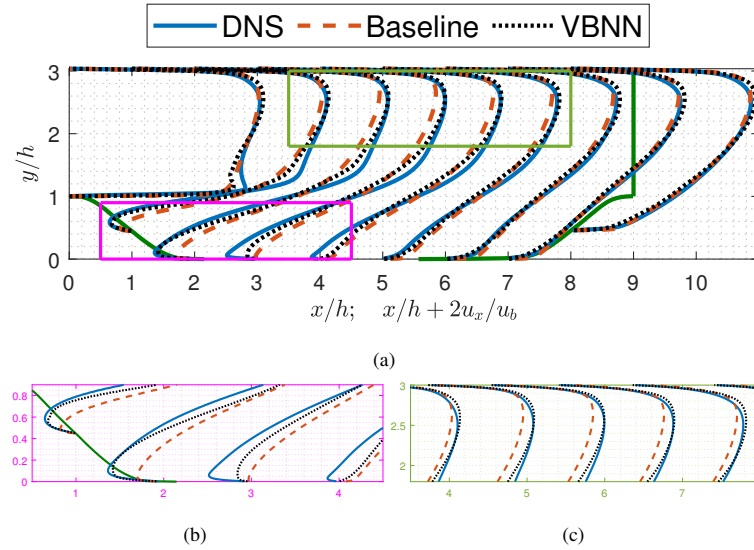 DNS Baseline VBNN
3
2
1
0
y/h
0 1 2 3 4 5 6 7 8 9 10
x/h; x/h + 2u_x/u_b
(a)
0.8
0.6
0.4
0.2
0
1 2 3 4
(b)
3
2.5
2
4 5 6 7
(c)